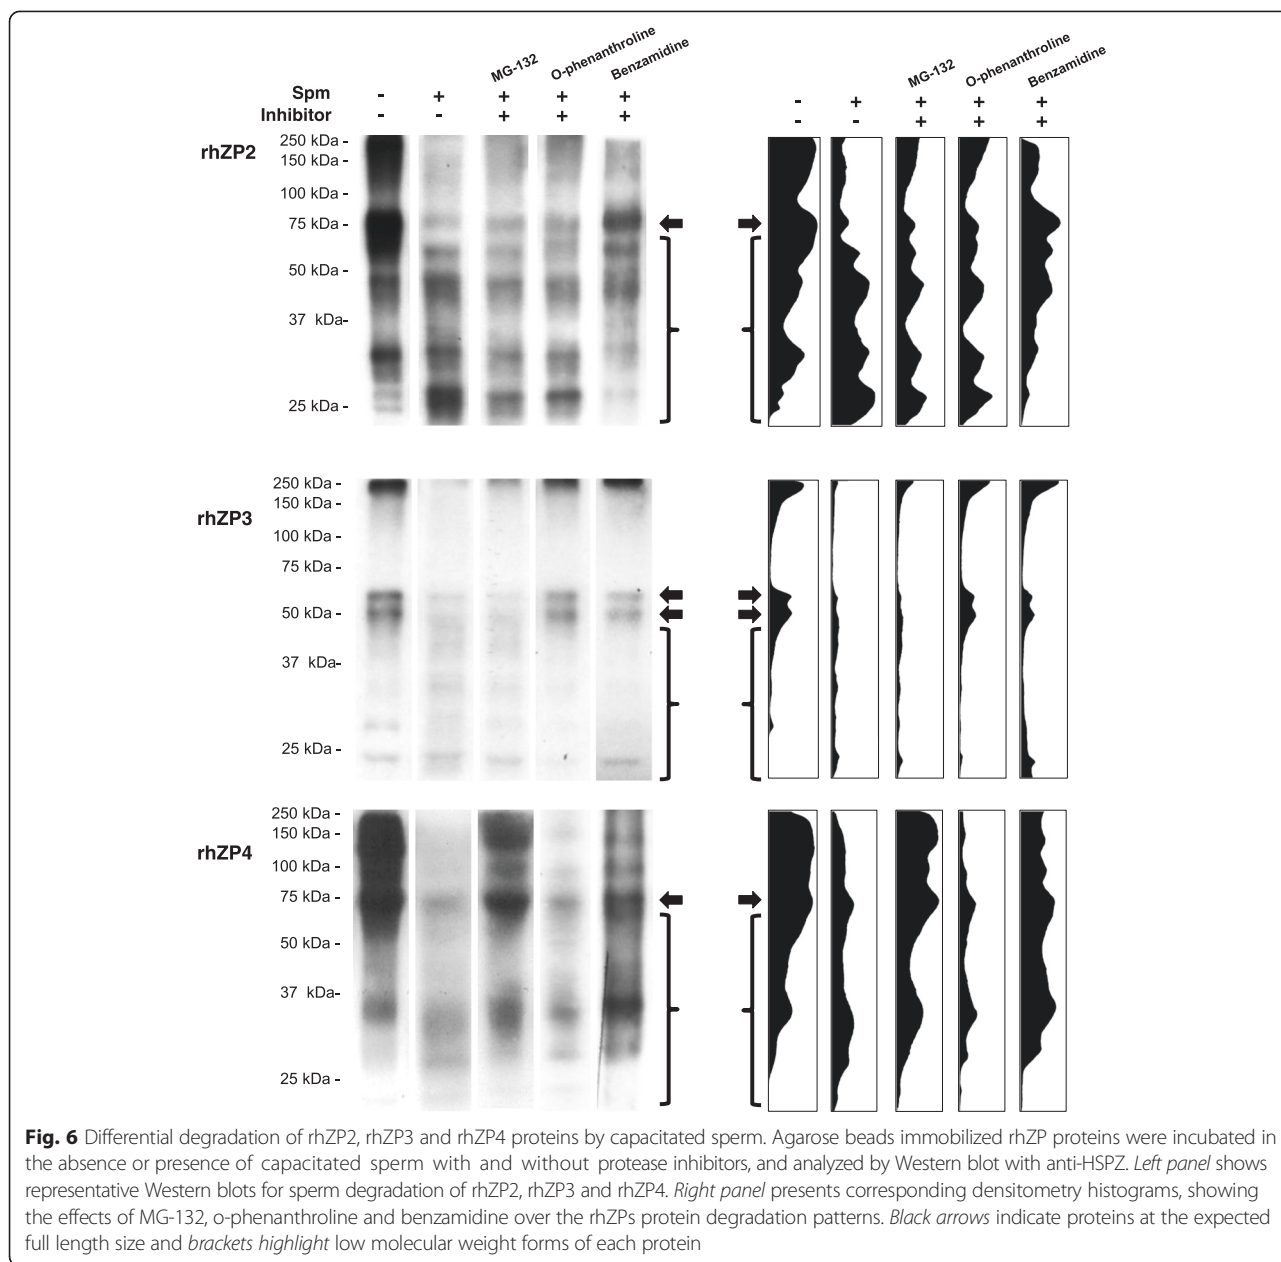 MG-132 O-phenanthroline Benzamidine MG-132 O-phenanthroline Benzamidine
Spm - + + + + - + + + +
Inhibitor - - + + + - - + + +
rhZP2
250 kDa -
150 kDa -
100 kDa -
75 kDa -
50 kDa -
37 kDa-
25 kDa -
rhZP3
250 kDa -
150 kDa -
100 kDa -
75 kDa -
50 kDa -
37 kDa-
25 kDa -
rhZP4
250 kDa -
150 kDa -
100 kDa -
75 kDa -
50 kDa -
37 kDa-
25 kDa -
Fig. 6 Differential degradation of rhZP2, rhZP3 and rhZP4 proteins by capacitated sperm. Agarose beads immobilized rhZP proteins were incubated in
the absence or presence of capacitated sperm with and without protease inhibitors, and analyzed by Western blot with anti-HSPZ. Left panel shows
representative Western blots for sperm degradation of rhZP2, rhZP3 and rhZP4. Right panel presents corresponding densitometry histograms, showing
the effects of MG-132, o-phenanthroline and benzamidine over the rhZPs protein degradation patterns. Black arrows indicate proteins at the expected
full length size and brackets highlight low molecular weight forms of each protein